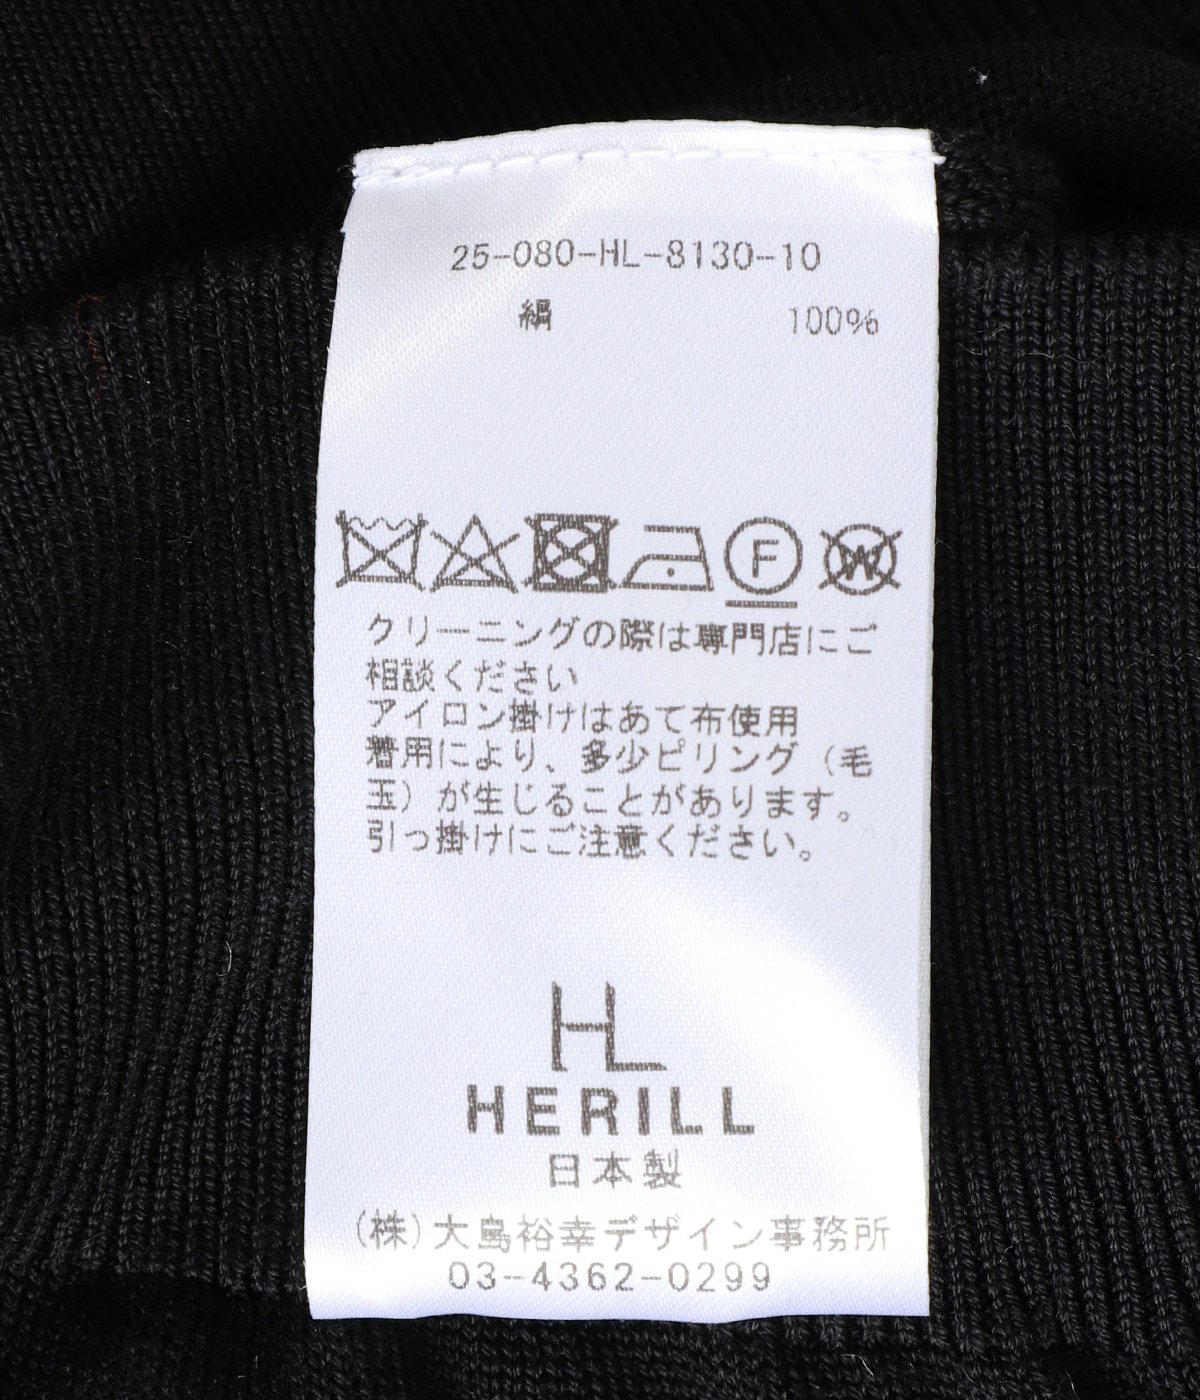 25-080-HL-8130-10
絹 100%
F W
クリーニングの際は専門店にご
相談ください
アイロン掛けはあて布使用
着用により、多少ピリング（毛
玉）が生じることがあります。
引っ掛けにご注意ください。
HL
HERILL
日本製
(株)大島裕幸デザイン事務所
03-4362-0299